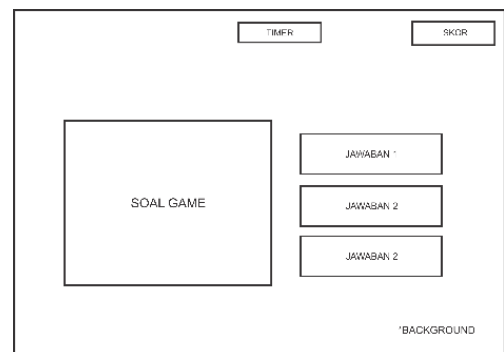 TIMER
SKOR
SOAL GAME
JAWABAN 1
JAWABAN 2
JAWABAN 2
*BACKGROUND